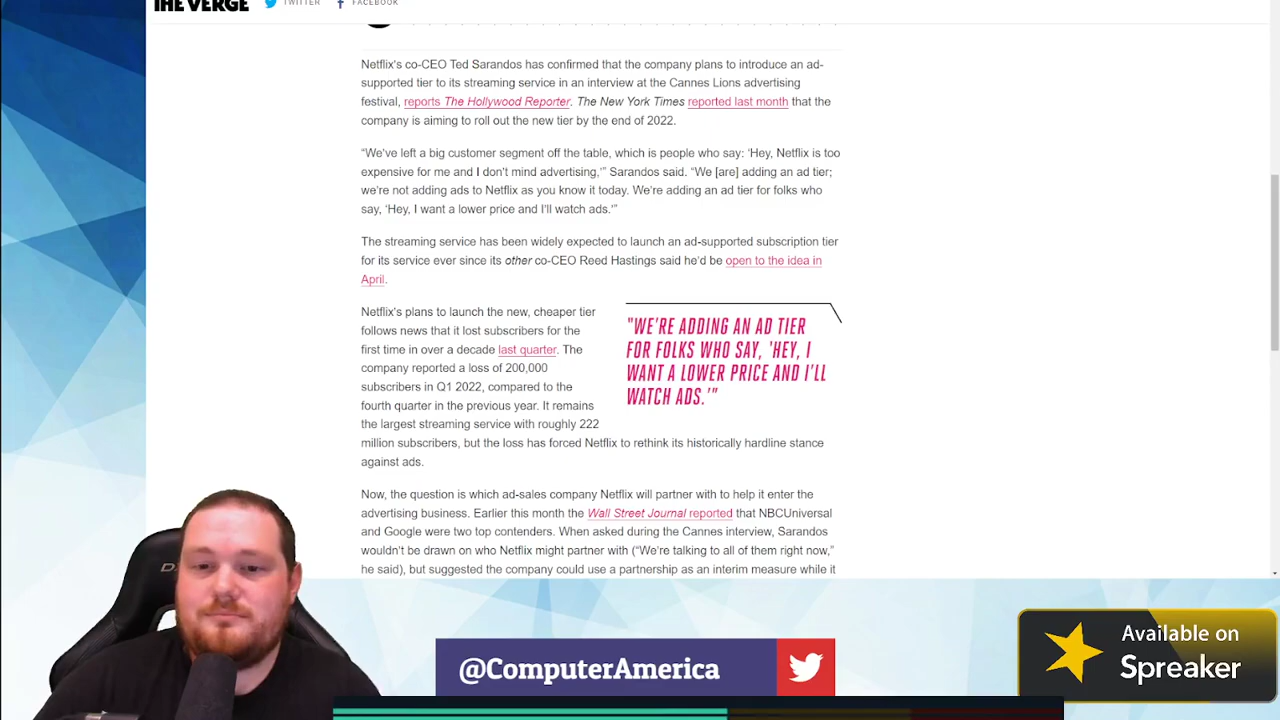 THE VERGE
TWITTER
FACEBOOK
Netflix's co-CEO Ted Sarandos has confirmed that the company plans to introduce an ad-
supported tier to its streaming service in an interview at the Cannes Lions advertising
festival, reports The Hollywood Reporter. The New York Times reported last month that the
company is aiming to roll out the new tier by the end of 2022.
“We’ve left a big customer segment off the table, which is people who say: ‘Hey, Netflix is too
expensive for me and I don’t mind advertising,’” Sarandos said. “We [are] adding an ad tier;
we’re not adding ads to Netflix as you know it today. We’re adding an ad tier for folks who
say, ‘Hey, I want a lower price and I’ll watch ads.’”
The streaming service has been widely expected to launch an ad-supported subscription tier
for its service ever since its other co-CEO Reed Hastings said he’d be open to the idea in
April.
Netflix’s plans to launch the new, cheaper tier
follows news that it lost subscribers for the
first time in over a decade last quarter. The
company reported a loss of 200,000
subscribers in Q1 2022, compared to the
fourth quarter in the previous year. It remains
the largest streaming service with roughly 222
million subscribers, but the loss has forced Netflix to rethink its historically hardline stance
against ads.
"WE’RE ADDING AN AD TIER
FOR FOLKS WHO SAY, ‘HEY, I
WANT A LOWER PRICE AND I’LL
WATCH ADS.’”
Now, the question is which ad-sales company Netflix will partner with to help it enter the
advertising business. Earlier this month the Wall Street Journal reported that NBCUniversal
and Google were two top contenders. When asked during the Cannes interview, Sarandos
wouldn’t be drawn on who Netflix might partner with (“We’re talking to all of them right now,”
he said), but suggested the company could use a partnership as an interim measure while it
@ComputerAmerica
Available on
Spreaker